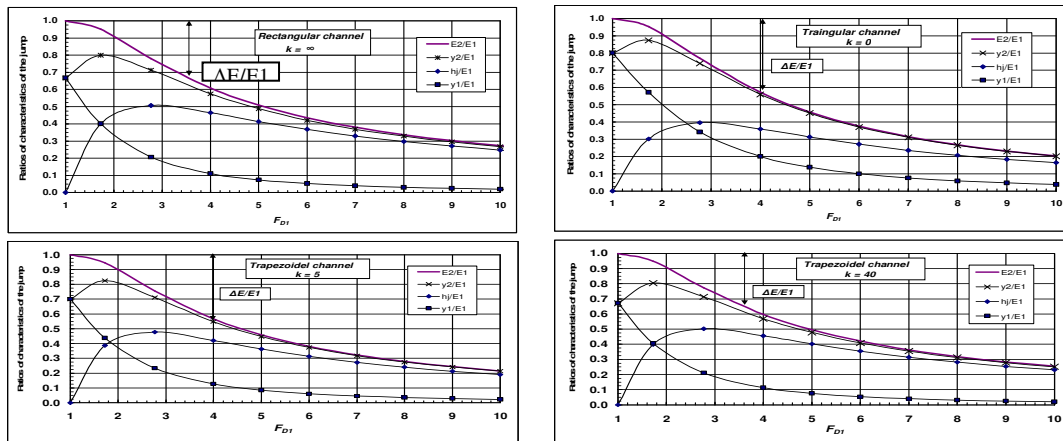 Ratios of characteristics of the jump
1.0
0.9
0.8
0.7
0.6
0.5
0.4
0.3
0.2
0.1
0.0
1 2 3 4 5 6 7 8 9 10
F_D1
Rectangular channel
k = ∞
ΔE/E1
E2/E1
y2/E1
hj/E1
y1/E1
Ratios of characteristics of the jump
1.0
0.9
0.8
0.7
0.6
0.5
0.4
0.3
0.2
0.1
0.0
1 2 3 4 5 6 7 8 9 10
F_D1
Traingular channel
k = 0
ΔE/E1
E2/E1
y2/E1
hj/E1
y1/E1
Ratios of characteristics of the jump
1.0
0.9
0.8
0.7
0.6
0.5
0.4
0.3
0.2
0.1
0.0
1 2 3 4 5 6 7 8 9 10
F_D1
Trapezoidel channel
k = 5
ΔE/E1
E2/E1
y2/E1
hj/E1
y1/E1
Ratios of characteristics of the jump
1.0
0.9
0.8
0.7
0.6
0.5
0.4
0.3
0.2
0.1
0.0
1 2 3 4 5 6 7 8 9 10
F_D1
Trapezoidel channel
k = 40
ΔE/E1
E2/E1
y2/E1
hj/E1
y1/E1